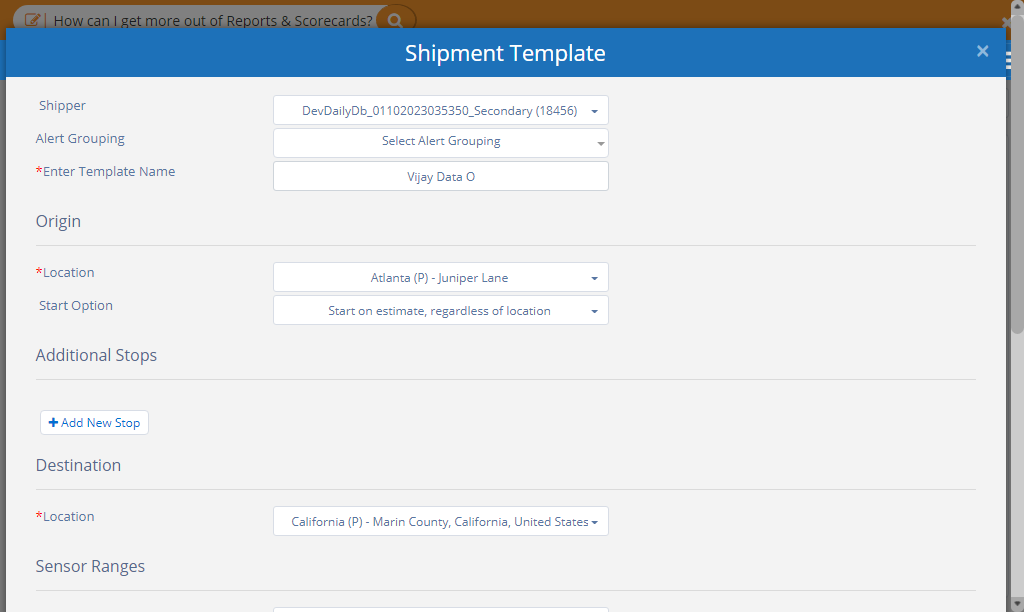 How can I get more out of Reports & Scorecards?
Shipment Template
Shipper
DevDailyDb_01102023035350_Secondary (18456)
Alert Grouping
Select Alert Grouping
*Enter Template Name
Vijay Data O
Origin
*Location
Atlanta (P) - Juniper Lane
Start Option
Start on estimate, regardless of location
Additional Stops
Add New Stop
Destination
*Location
California (P) - Marin County, California, United States
Sensor Ranges